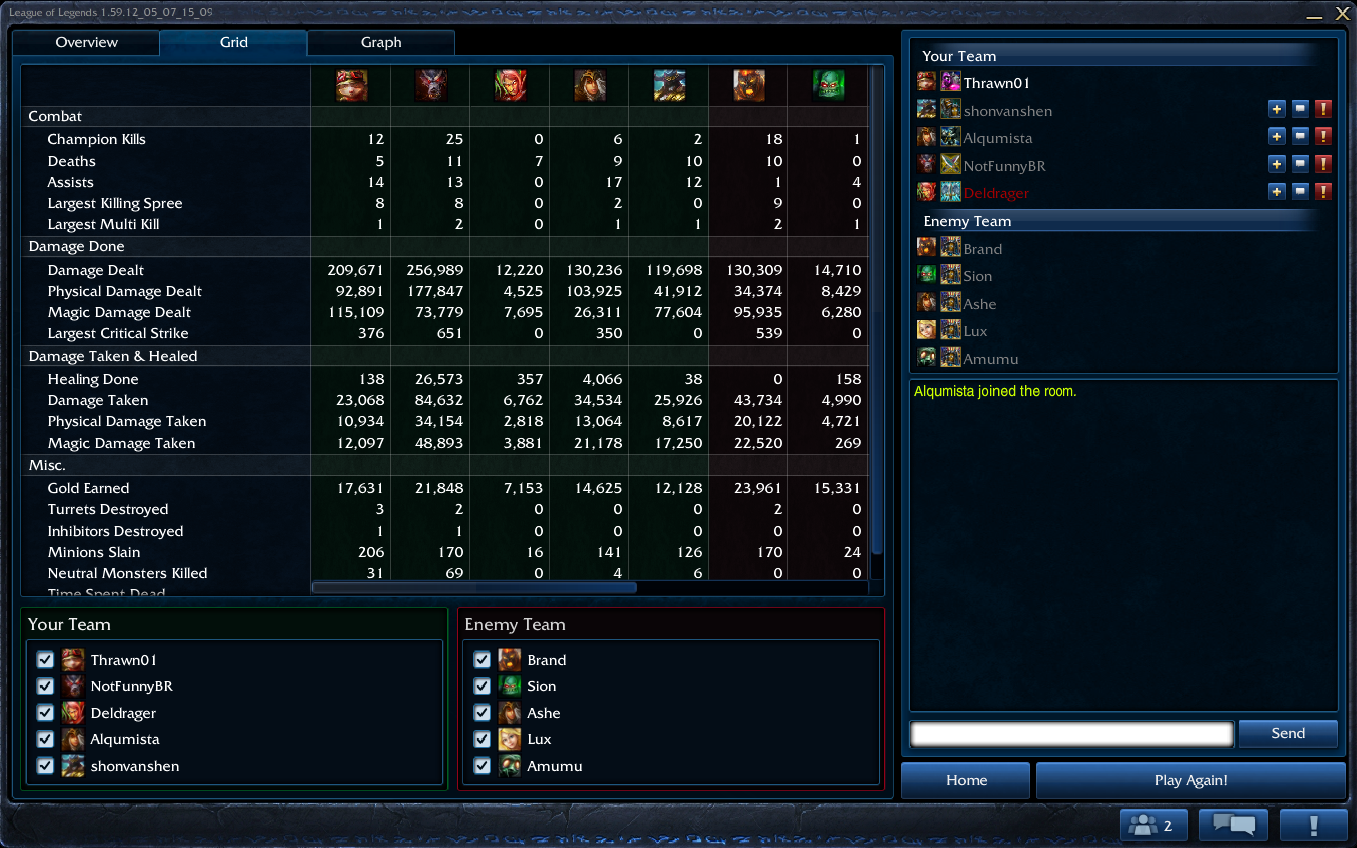 League of Legends 1.59.12_05_07_15_09
Overview Grid Graph
Combat
Champion Kills 12 25 0 6 2 18 1
Deaths 5 11 7 9 10 10 0
Assists 14 13 0 17 12 1 4
Largest Killing Spree 8 8 0 2 0 9 0
Largest Multi Kill 1 2 0 1 1 2 1
Damage Done
Damage Dealt 209,671 256,989 12,220 130,236 119,698 130,309 14,710
Physical Damage Dealt 92,891 177,847 4,525 103,925 41,912 34,374 8,429
Magic Damage Dealt 115,109 73,779 7,695 26,311 77,604 95,935 6,280
Largest Critical Strike 376 651 0 350 0 539 0
Damage Taken & Healed
Healing Done 138 26,573 357 4,066 38 0 158
Damage Taken 23,068 84,632 6,762 34,534 25,926 43,734 4,990
Physical Damage Taken 10,934 34,154 2,818 13,064 8,617 20,122 4,721
Magic Damage Taken 12,097 48,893 3,881 21,178 17,250 22,520 269
Misc.
Gold Earned 17,631 21,848 7,153 14,625 12,128 23,961 15,331
Turrets Destroyed 3 2 0 0 0 2 0
Inhibitors Destroyed 1 1 0 0 0 0 0
Minions Slain 206 170 16 141 126 170 24
Neutral Monsters Killed 31 69 0 4 6 0 0
Time Spent Dead
Your Team
Thrawn01
NotFunnyBR
Deldrager
Alqumista
shonvanshen
Enemy Team
Brand
Sion
Ashe
Lux
Amumu
Your Team
Thrawn01
shonvanshen
Alqumista
NotFunnyBR
Deldrager
Enemy Team
Brand
Sion
Ashe
Lux
Amumu
Alqumista joined the room.
Send
Home Play Again!
2